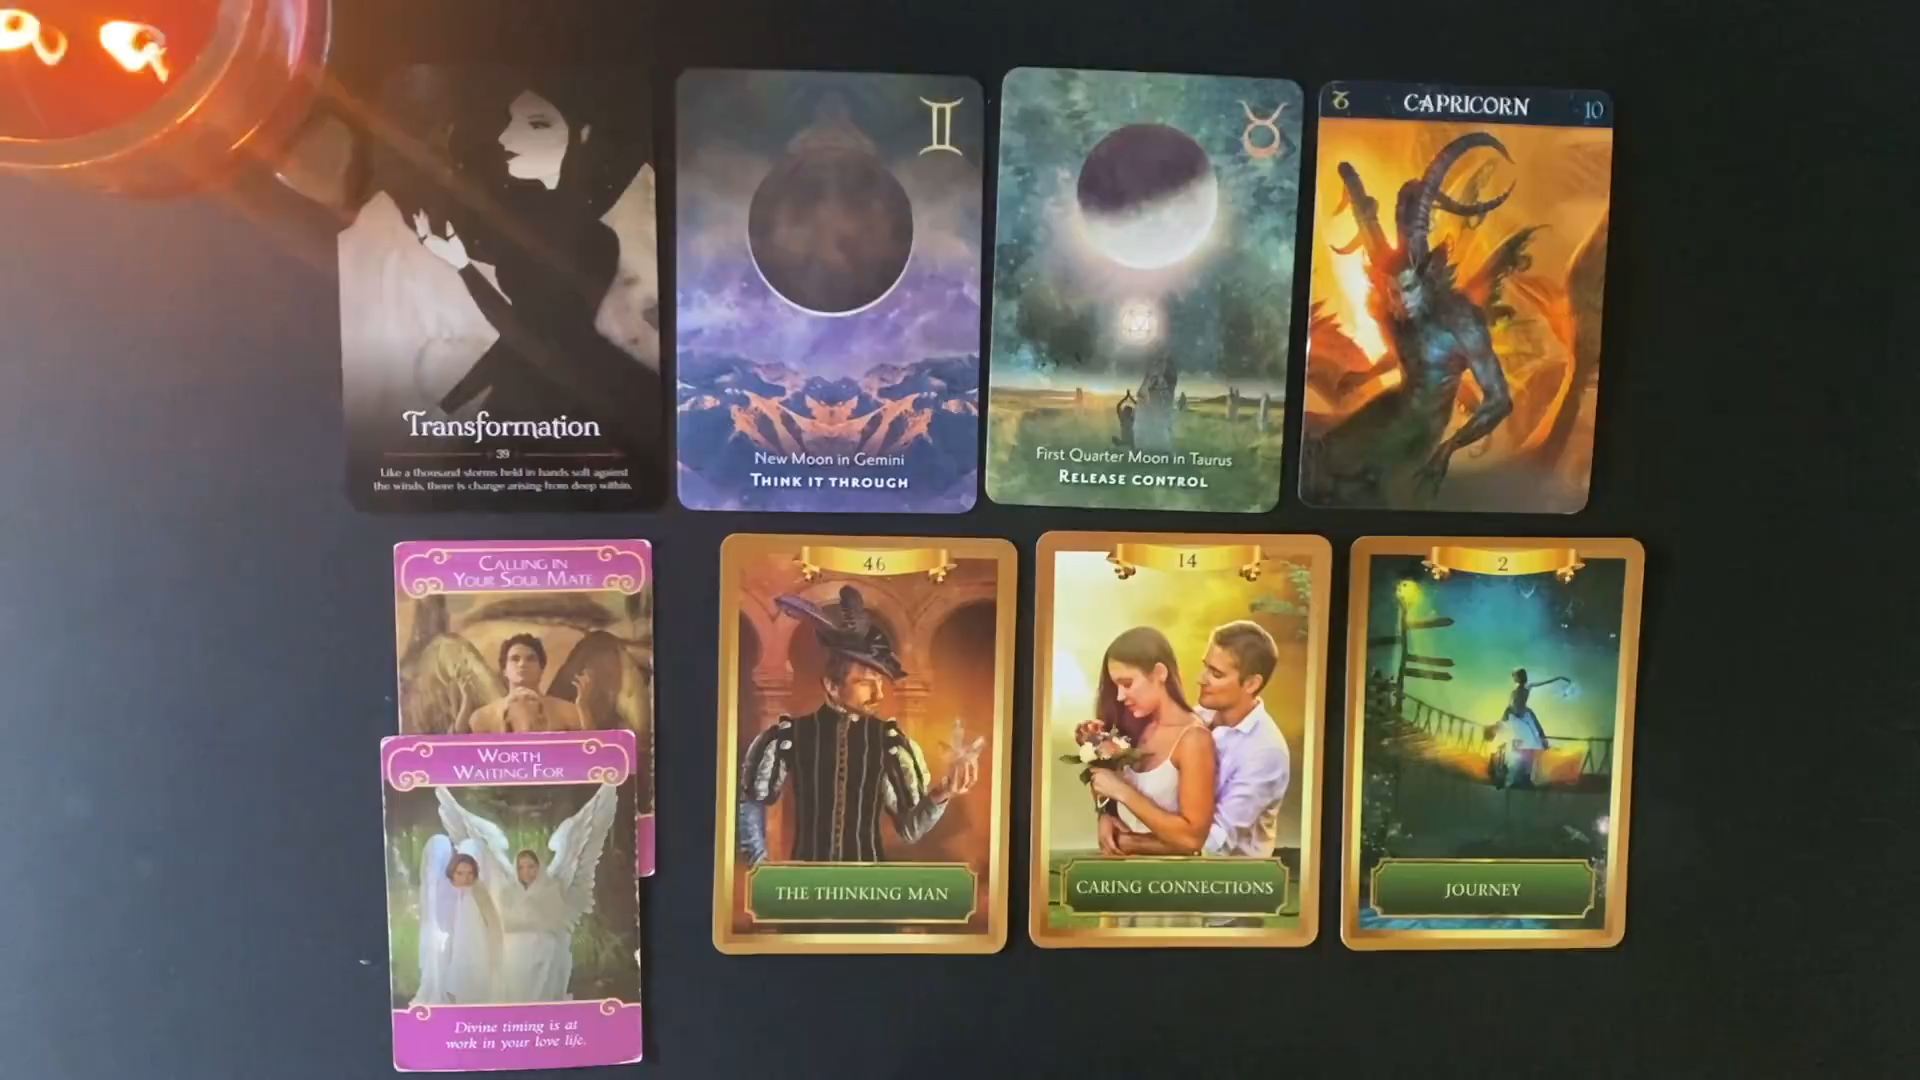 Transformation
39
Like a thousand storms held in hands soft against
the winds, there is change arising from deep within.
New Moon in Gemini
THINK IT THROUGH
First Quarter Moon in Taurus
RELEASE CONTROL
CAPRICORN
10
CALLING IN
YOUR SOUL MATE
WORTH
WAITING FOR
Divine timing is at
work in your love life.
46
THE THINKING MAN
14
CARING CONNECTIONS
2
JOURNEY